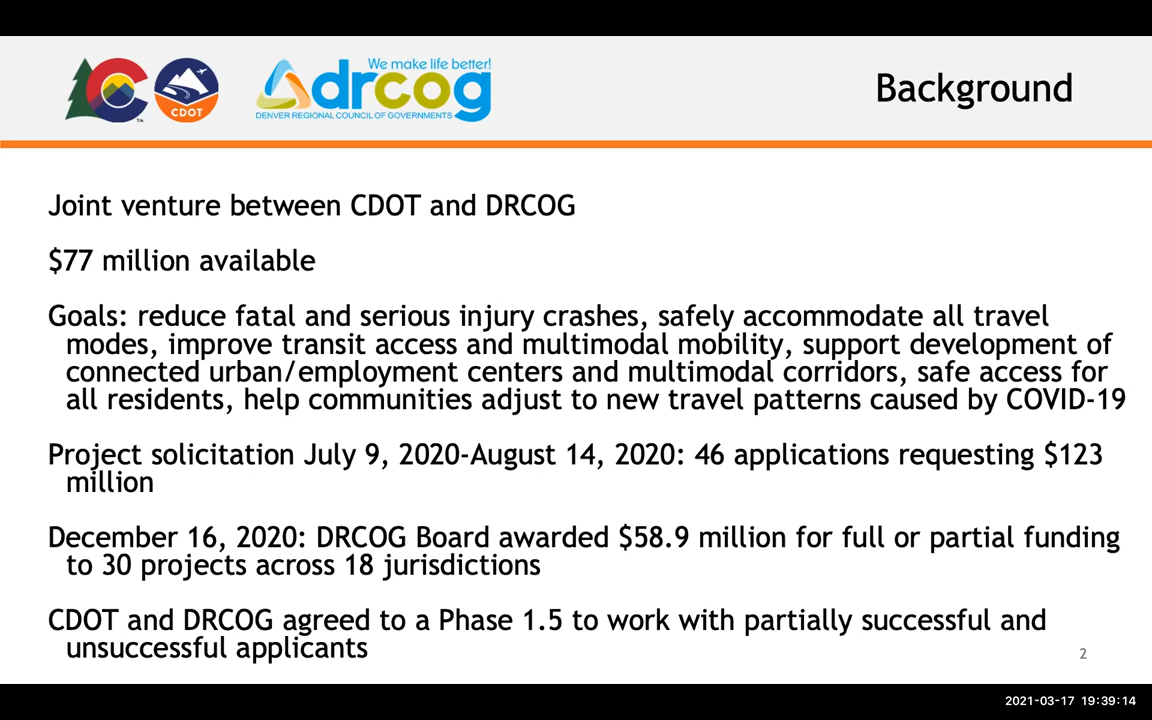 CDOT
TM
We make life better!
drcog
DENVER REGIONAL COUNCIL OF GOVERNMENTS
Background
Joint venture between CDOT and DRCOG
$77 million available
Goals: reduce fatal and serious injury crashes, safely accommodate all travel
modes, improve transit access and multimodal mobility, support development of
connected urban/employment centers and multimodal corridors, safe access for
all residents, help communities adjust to new travel patterns caused by COVID-19
Project solicitation July 9, 2020-August 14, 2020: 46 applications requesting $123
million
December 16, 2020: DRCOG Board awarded $58.9 million for full or partial funding
to 30 projects across 18 jurisdictions
CDOT and DRCOG agreed to a Phase 1.5 to work with partially successful and
unsuccessful applicants
2
2021-03-17 19:39:14